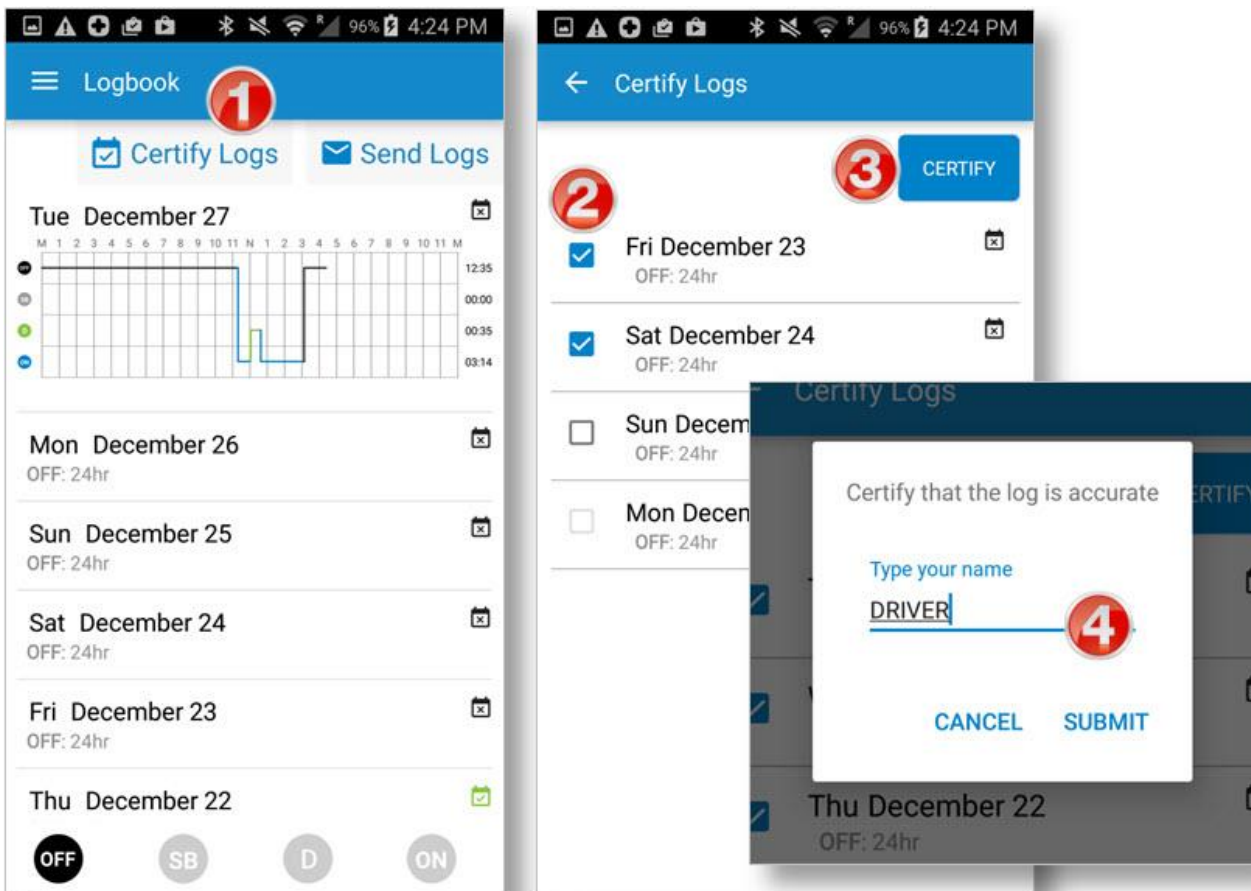 96% 4:24 PM
Logbook
1
Certify Logs Send Logs
Tue December 27
M 1 2 3 4 5 6 7 8 9 10 11 N 1 2 3 4 5 6 7 8 9 10 11 M
OFF 12:35
SB 00:00
D 00:35
ON 03:14
Mon December 26
OFF: 24hr
Sun December 25
OFF: 24hr
Sat December 24
OFF: 24hr
Fri December 23
OFF: 24hr
Thu December 22
OFF SB D ON
R 96% 4:24 PM
Certify Logs
3 CERTIFY
2
Fri December 23
OFF: 24hr
Sat December 24
OFF: 24hr
Sun Decem
OFF: 24hr
Mon Decen
OFF: 24hr
Certify Logs
ERTIFY
Certify that the log is accurate
Type your name
DRIVER
4
CANCEL SUBMIT
Thu December 22
OFF: 24hr